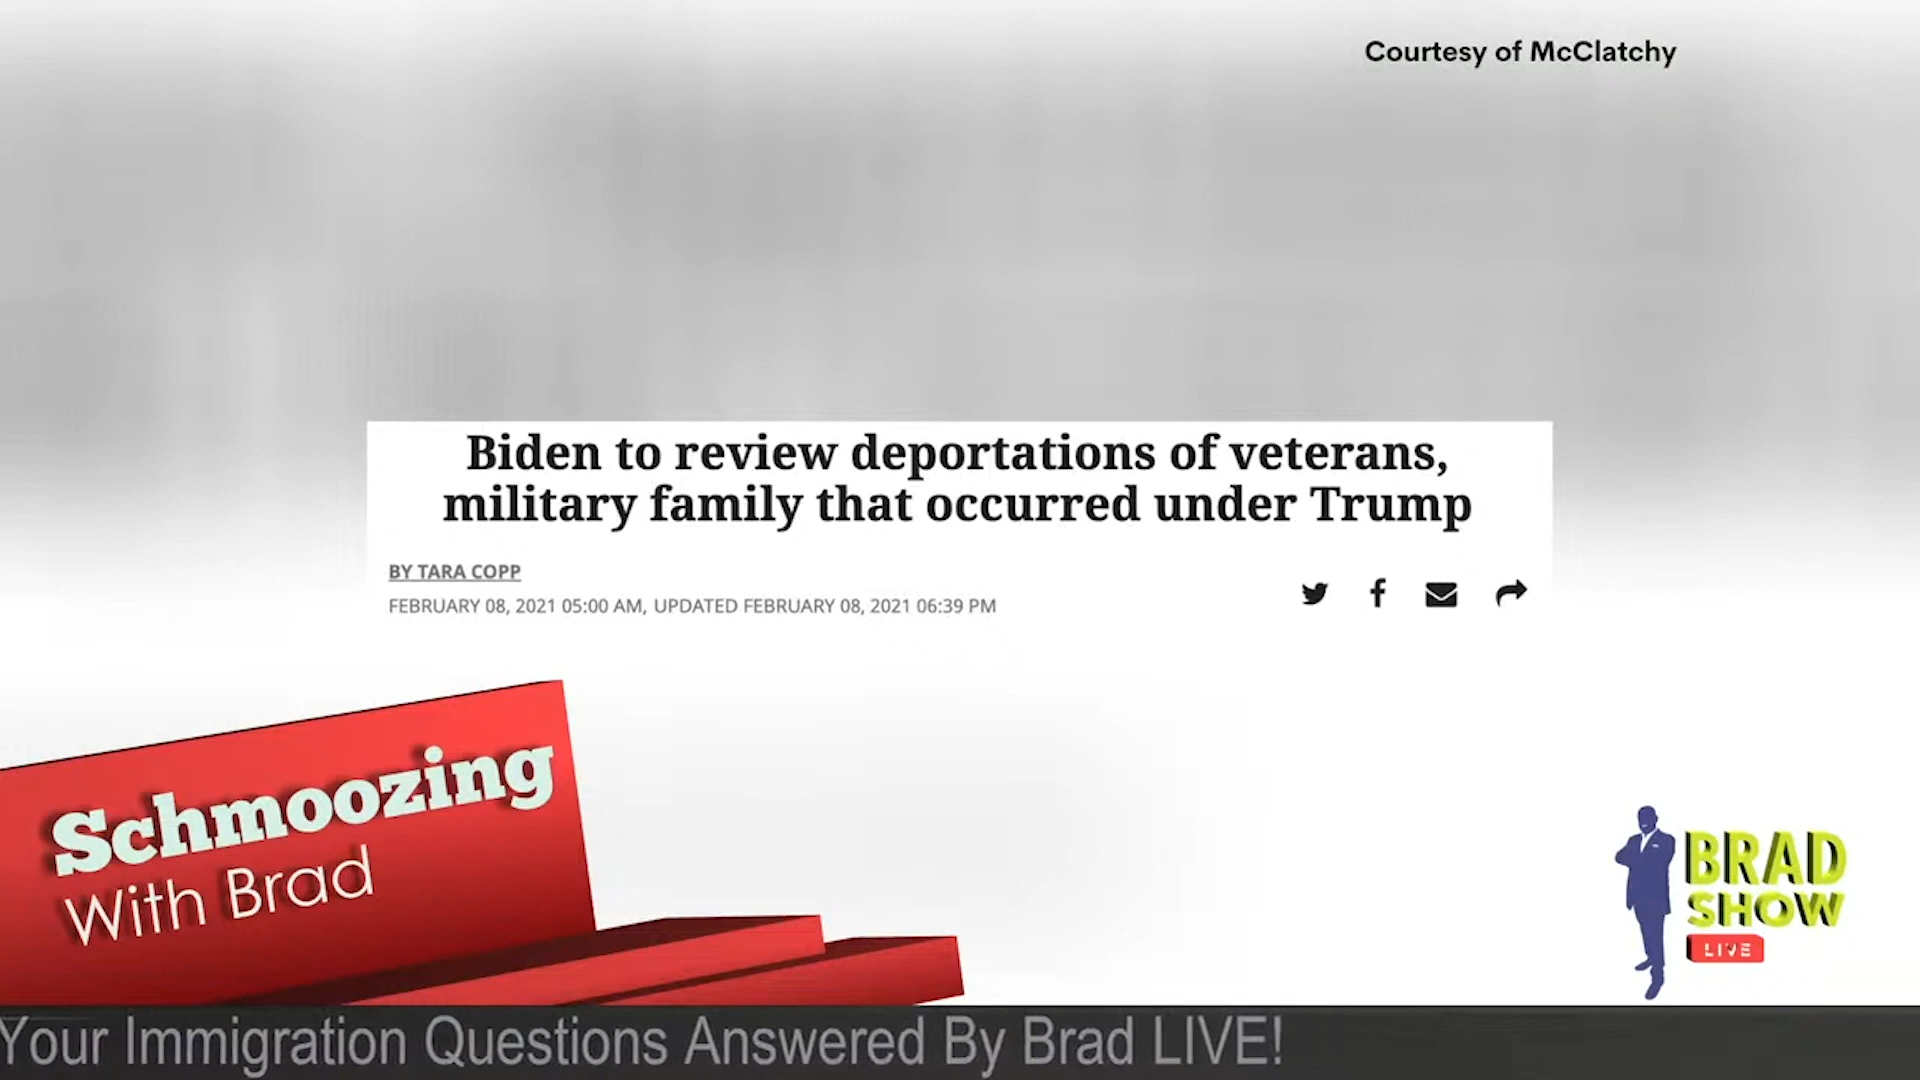 Courtesy of McClatchy
Biden to review deportations of veterans,
military family that occurred under Trump
BY TARA COPP
FEBRUARY 08, 2021 05:00 AM, UPDATED FEBRUARY 08, 2021 06:39 PM
Schmoozing
With Brad
BRAD
SHOW
LIVE
Your Immigration Questions Answered By Brad LIVE!